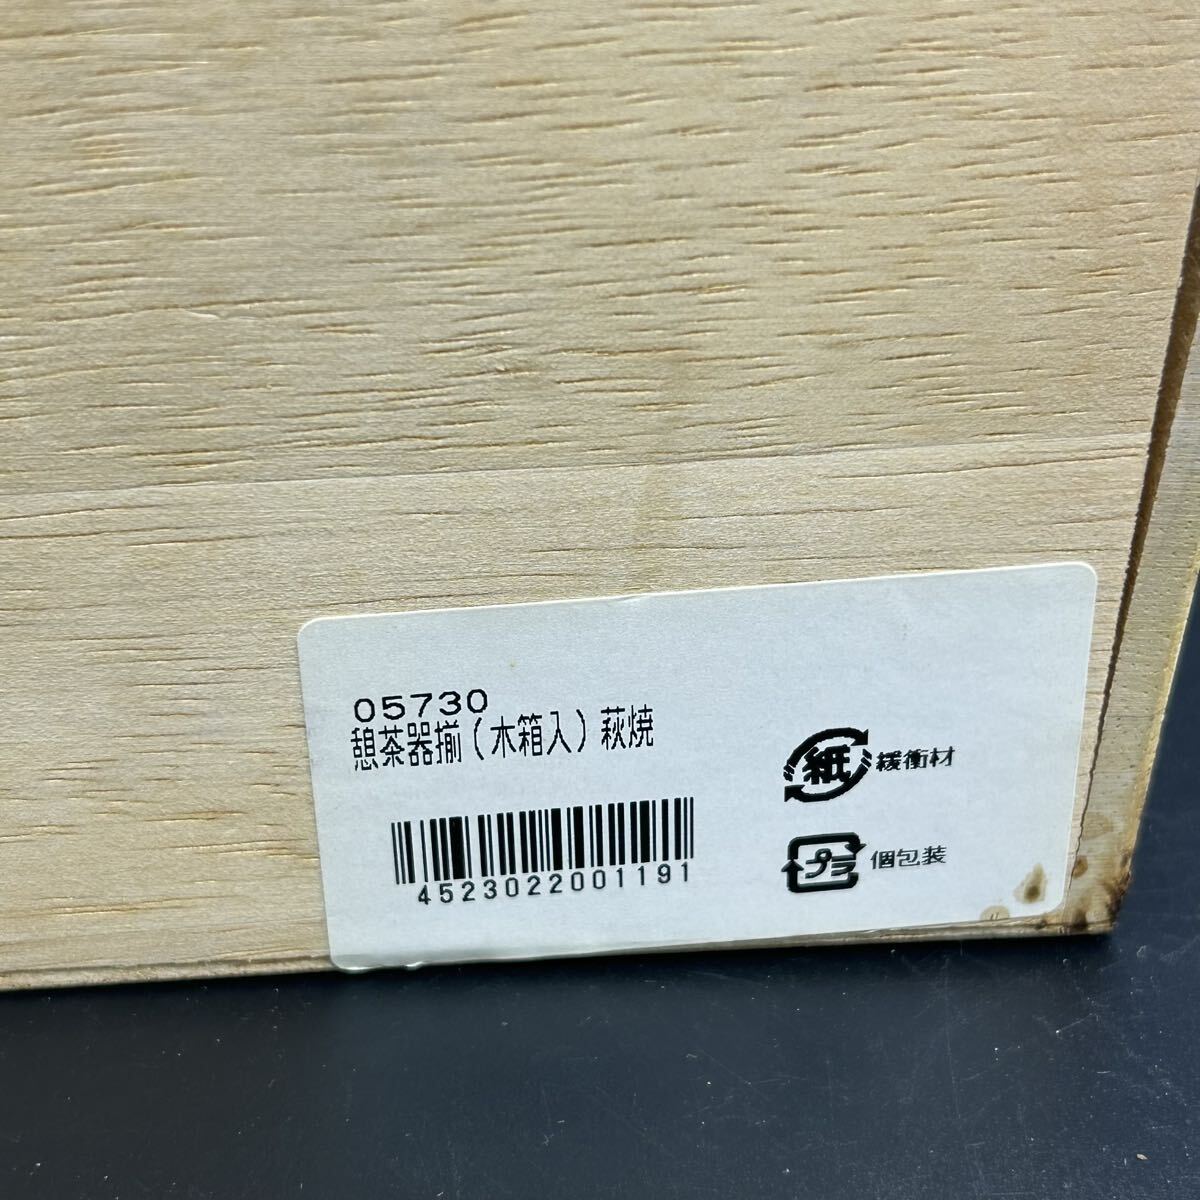 05730
憩茶器揃(木箱入)萩焼
紙 緩衝材
4523022001191
プラ 個包装